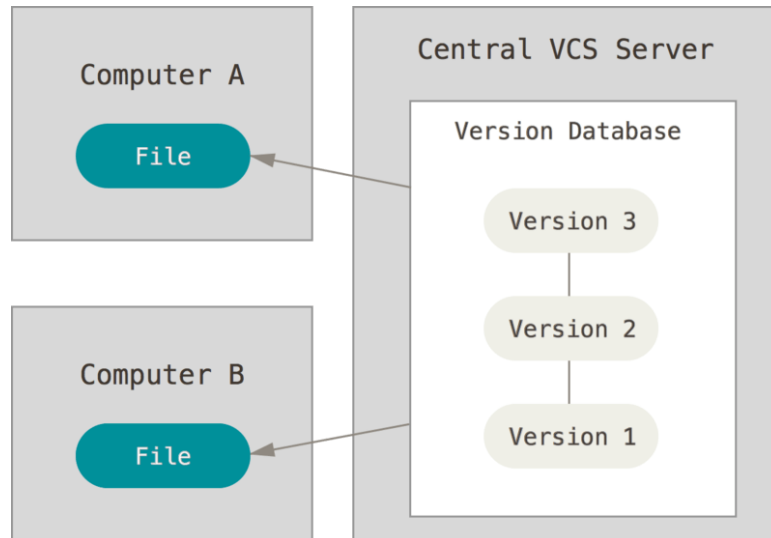 Computer A
File
Computer B
File
Central VCS Server
Version Database
Version 3
Version 2
Version 1